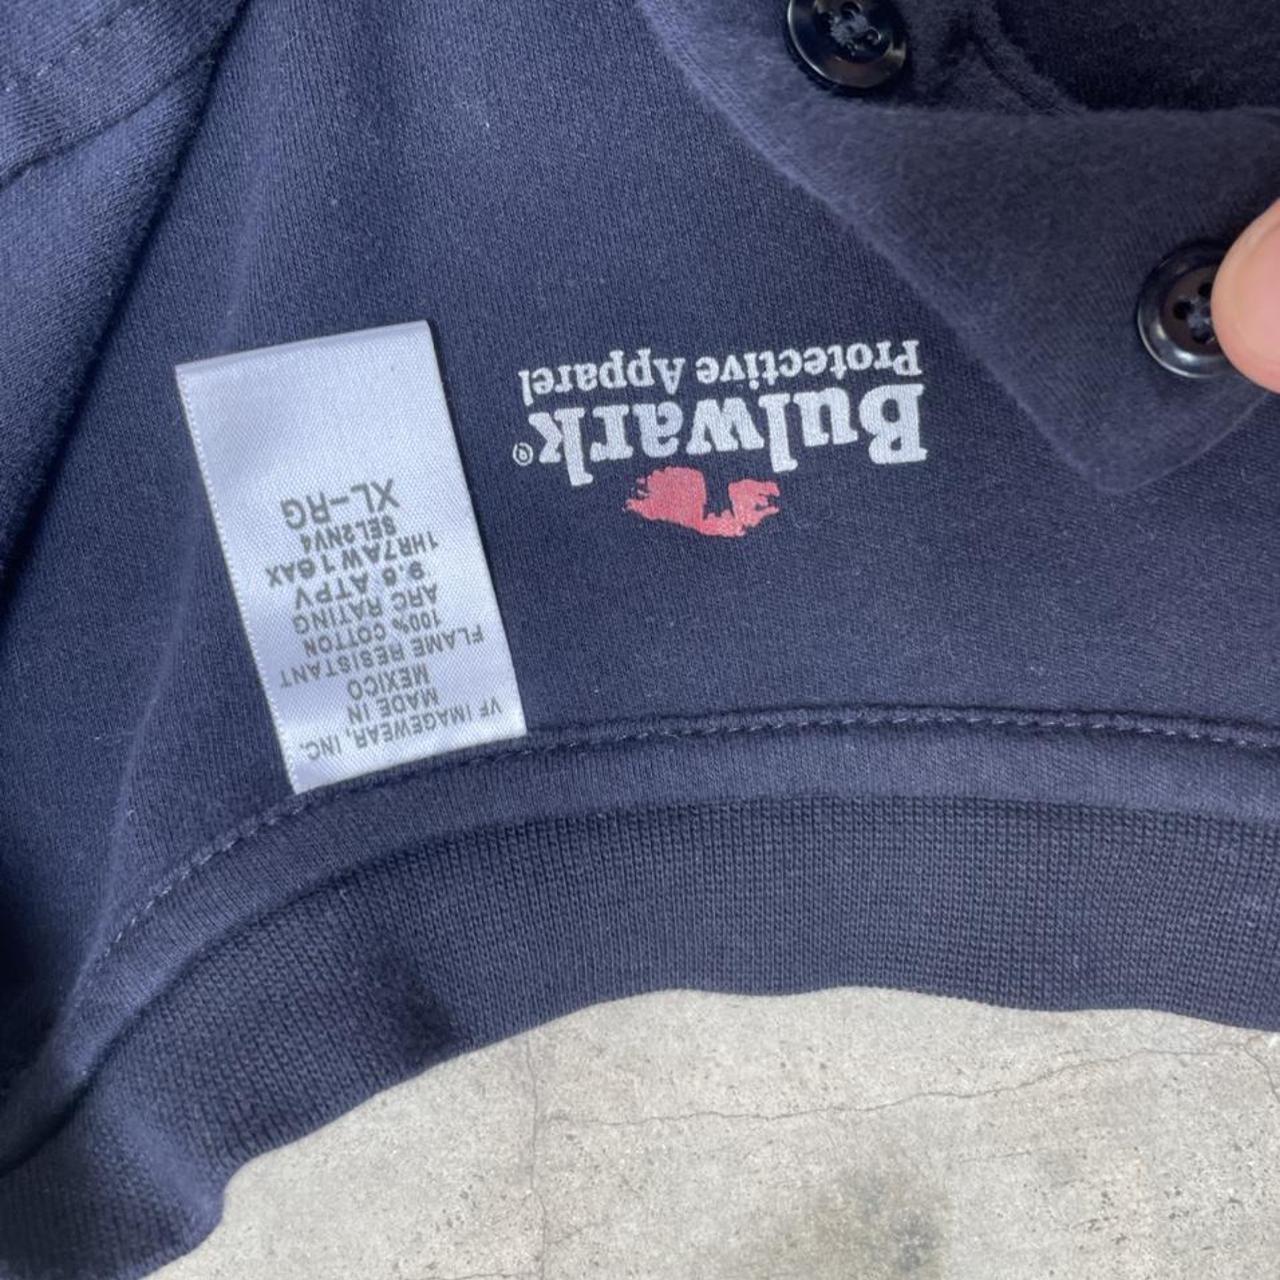 Bulwark®
Protective Apparel
VF IMAGEWEAR, INC.
MADE IN
MEXICO
FLAME RESISTANT
100% COTTON
ARC RATING
9.6 ATPV
1HR7AW16AX
SEL2NV4
XL-RG